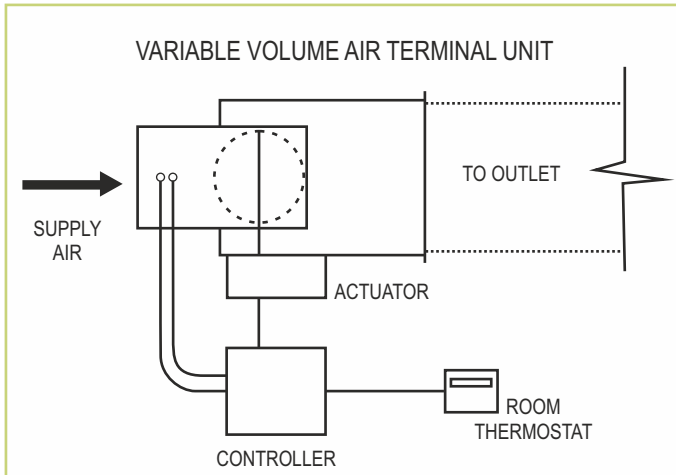 VARIABLE VOLUME AIR TERMINAL UNIT
TO OUTLET
SUPPLY
AIR
ACTUATOR
ROOM
THERMOSTAT
CONTROLLER